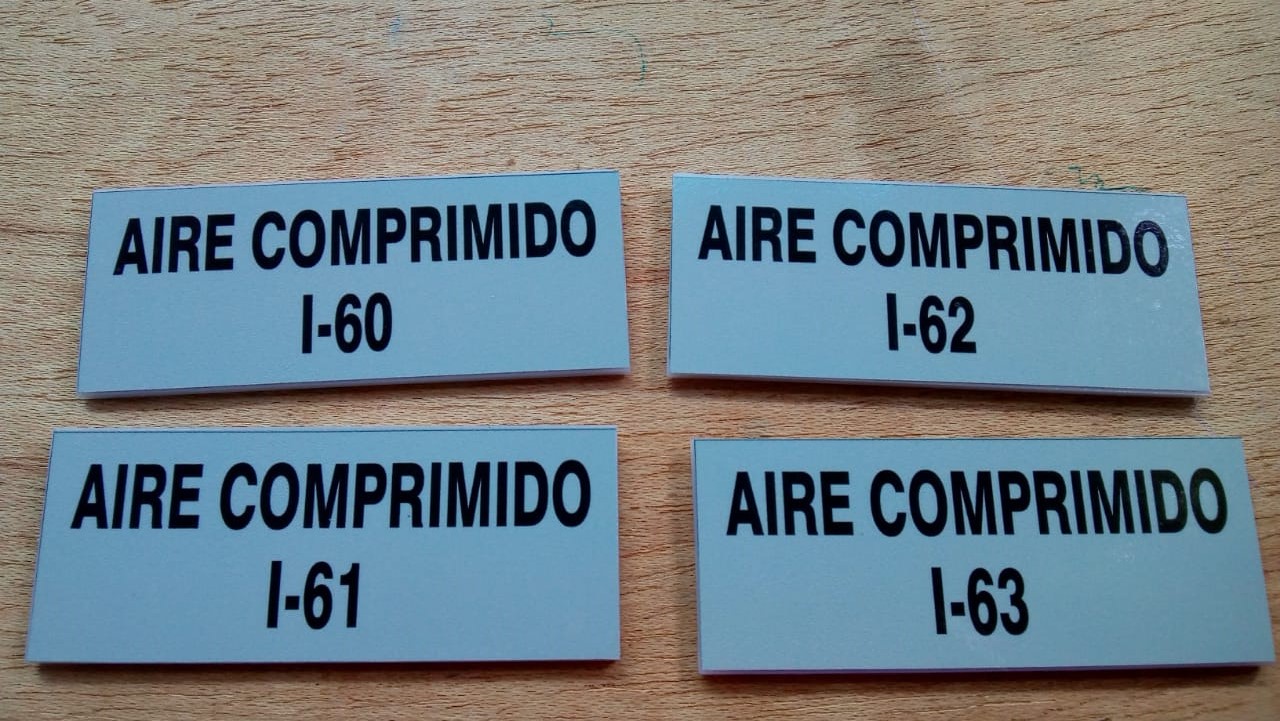 AIRE COMPRIMIDO
I-60
AIRE COMPRIMIDO
I-62
AIRE COMPRIMIDO
I-61
AIRE COMPRIMIDO
I-63